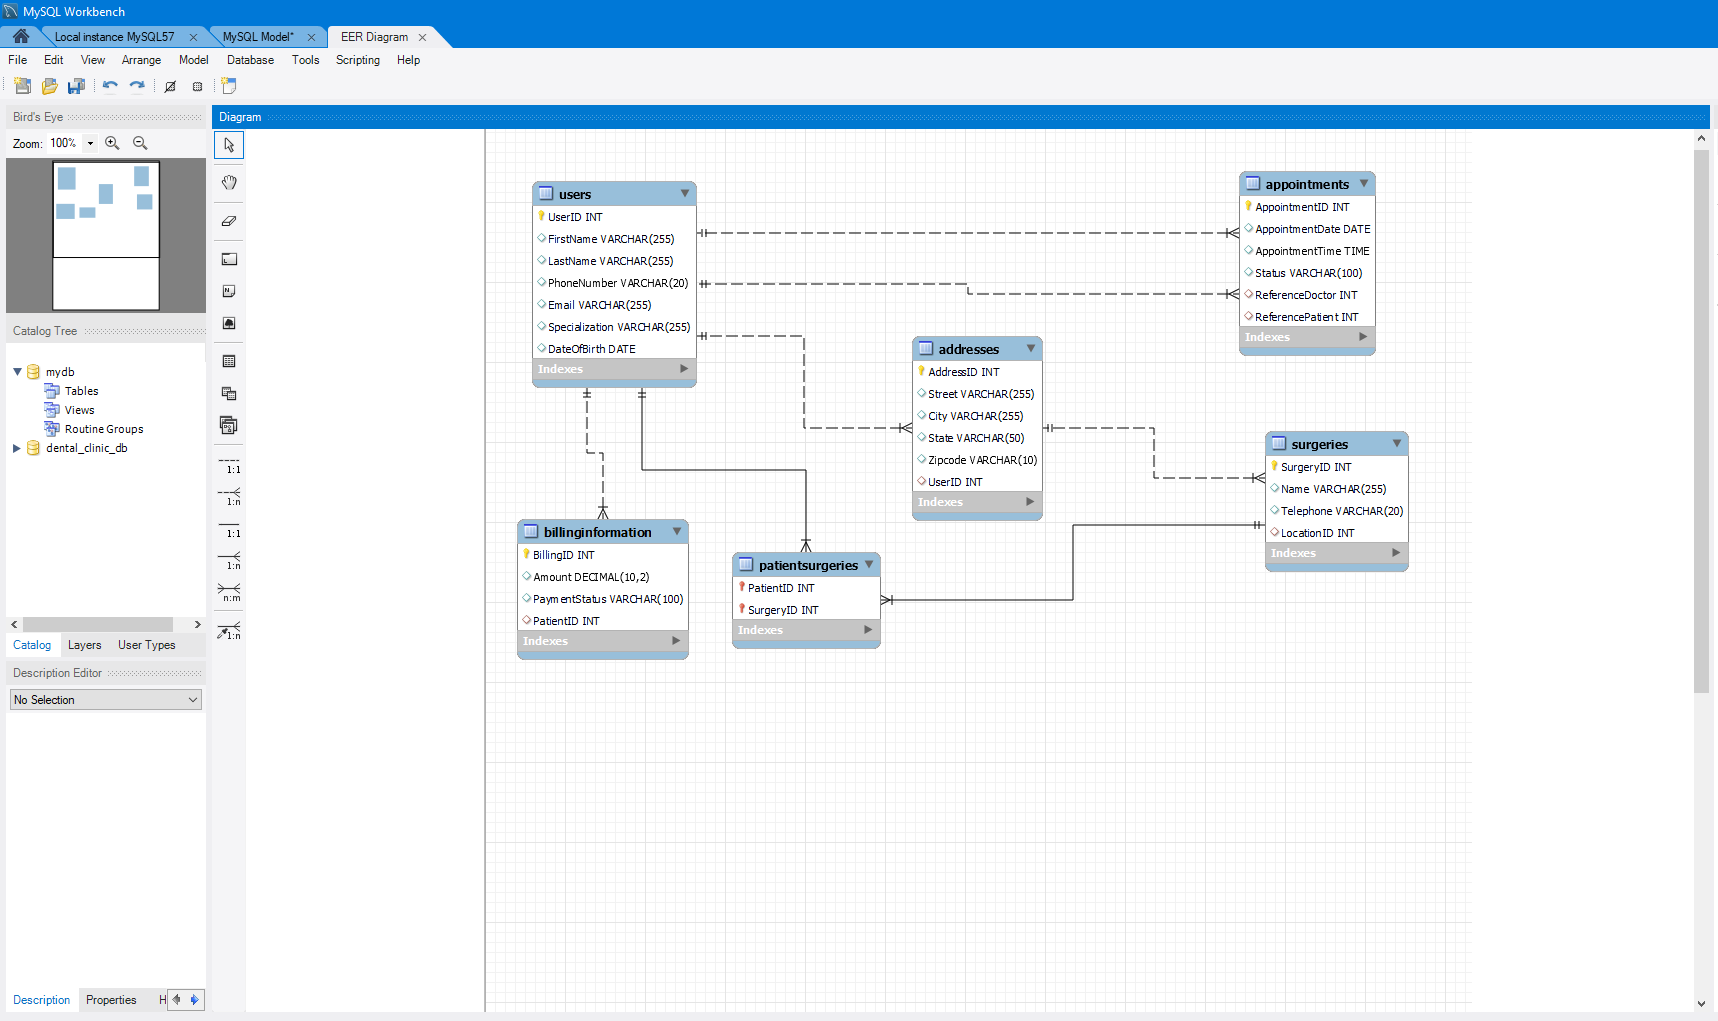 MySQL Workbench
Local instance MySQL57
MySQL Model*
EER Diagram
File Edit View Arrange Model Database Tools Scripting Help
Bird's Eye
Zoom: 100%
Catalog Tree
mydb
Tables
Views
Routine Groups
dental_clinic_db
Catalog Layers User Types
Description Editor
No Selection
Description Properties H
Diagram
1:1
1:n
1:1
1:n
n:m
1:n
users
UserID INT
FirstName VARCHAR(255)
LastName VARCHAR(255)
PhoneNumber VARCHAR(20)
Email VARCHAR(255)
Specialization VARCHAR(255)
DateOfBirth DATE
Indexes
appointments
AppointmentID INT
AppointmentDate DATE
AppointmentTime TIME
Status VARCHAR(100)
ReferenceDoctor INT
ReferencePatient INT
Indexes
addresses
AddressID INT
Street VARCHAR(255)
City VARCHAR(255)
State VARCHAR(50)
Zipcode VARCHAR(10)
UserID INT
Indexes
surgeries
SurgeryID INT
Name VARCHAR(255)
Telephone VARCHAR(20)
LocationID INT
Indexes
billinginformation
BillingID INT
Amount DECIMAL(10,2)
PaymentStatus VARCHAR(100)
PatientID INT
Indexes
patientsurgeries
PatientID INT
SurgeryID INT
Indexes